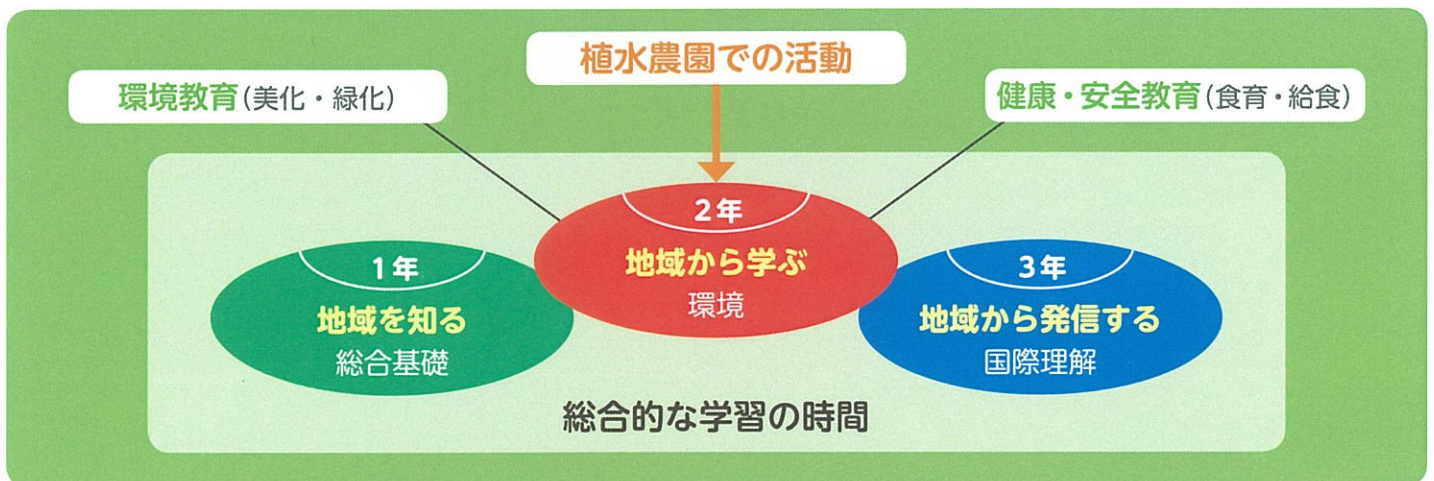 植水農園での活動
環境教育(美化・緑化)
健康・安全教育(食育・給食)
1年
地域を知る
総合基礎
2年
地域から学ぶ
環境
3年
地域から発信する
国際理解
総合的な学習の時間